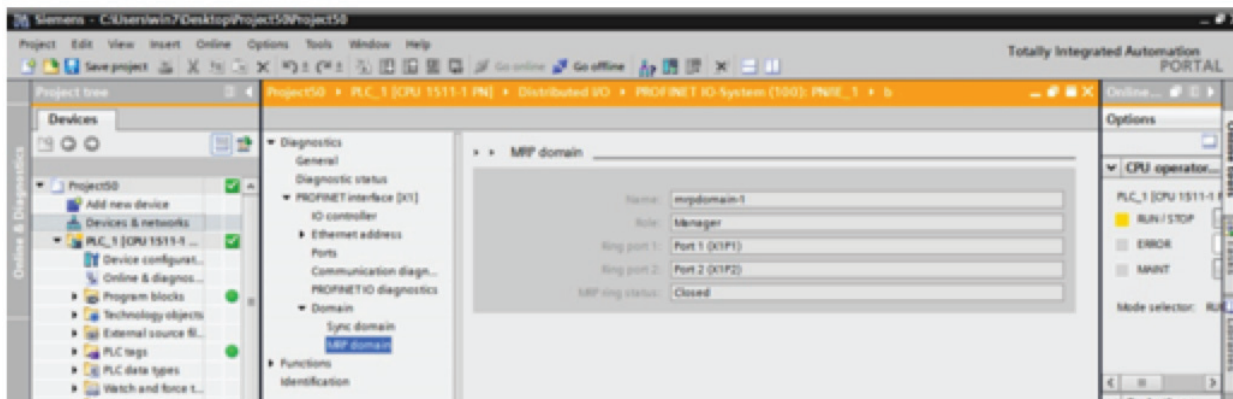 Siemens - C:\Users\win7\Desktop\Project50\Project50
Project Edit View Insert Online Options Tools Window Help
Totally Integrated Automation
PORTAL
Save project
Go online
Go offline
Project tree
Project50 ▸ PLC_1 [CPU 1511-1 PN] ▸ Distributed I/O ▸ PROFINET IO-System (100): PN/IE_1 ▸ b
Online...
Devices
Options
Online & Diagnostics
Project50
Add new device
Devices & networks
PLC_1 [CPU 1511-1 ...
Device configurat...
Online & diagnos...
Program blocks
Technology objects
External source fil...
PLC tags
PLC data types
Watch and force t...
Diagnostics
General
Diagnostic status
PROFINET interface [X1]
IO controller
Ethernet address
Ports
Communication diagn...
PROFINET IO diagnostics
Domain
Sync domain
MRP domain
Functions
Identification
MRP domain
Name: mrpdomain-1
Role: Manager
Ring port 1: Port 1 (X1P1)
Ring port 2: Port 2 (X1P2)
MRP ring status: Closed
CPU operator...
PLC_1 [CPU 1511-1
RUN / STOP
ERROR
MAINT
Mode selector:
Online tools
Tasks
Libraries